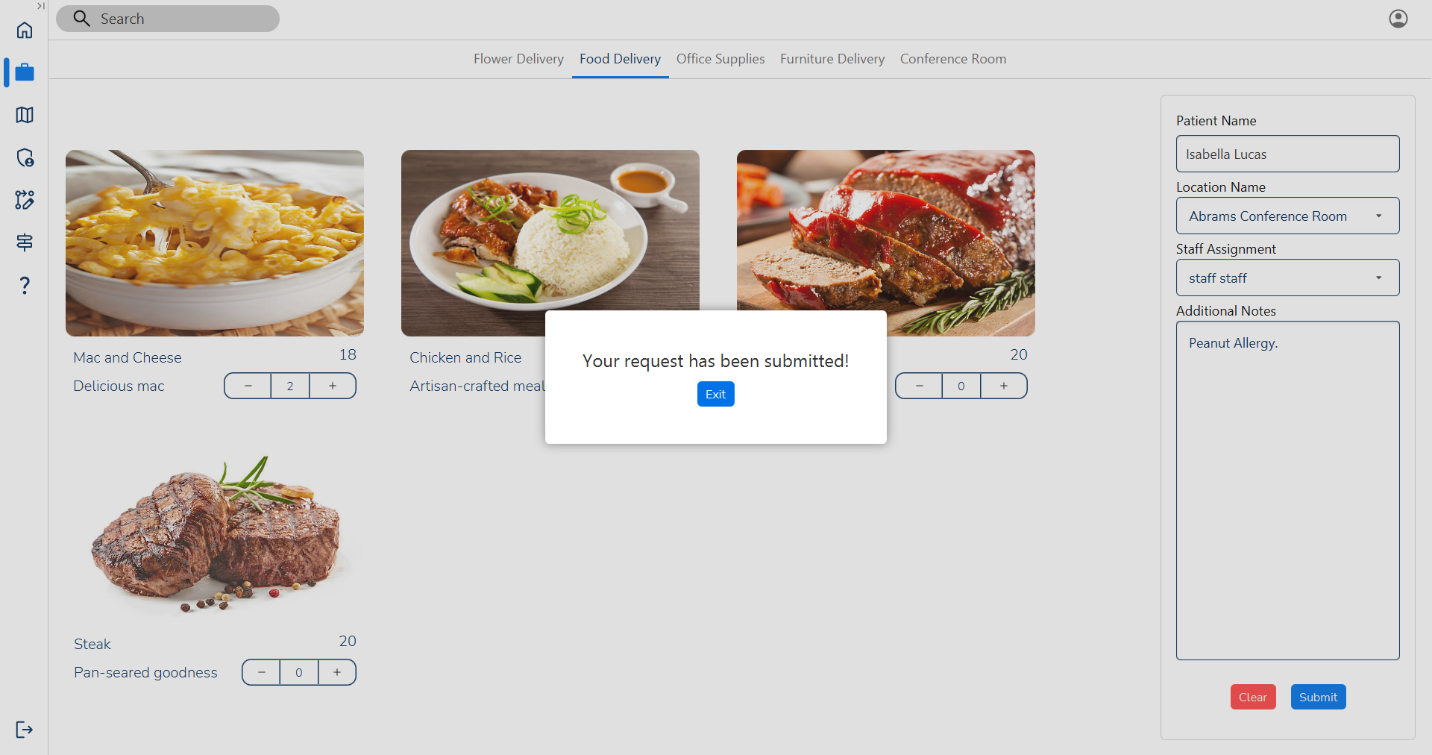 Search
Flower Delivery Food Delivery Office Supplies Furniture Delivery Conference Room
Mac and Cheese 18
Delicious mac − 2 +
Chicken and Rice
Artisan-crafted meal
20
− 0 +
Your request has been submitted!
Exit
Steak 20
Pan-seared goodness − 0 +
Patient Name
Isabella Lucas
Location Name
Abrams Conference Room
Staff Assignment
staff staff
Additional Notes
Peanut Allergy.
Clear Submit